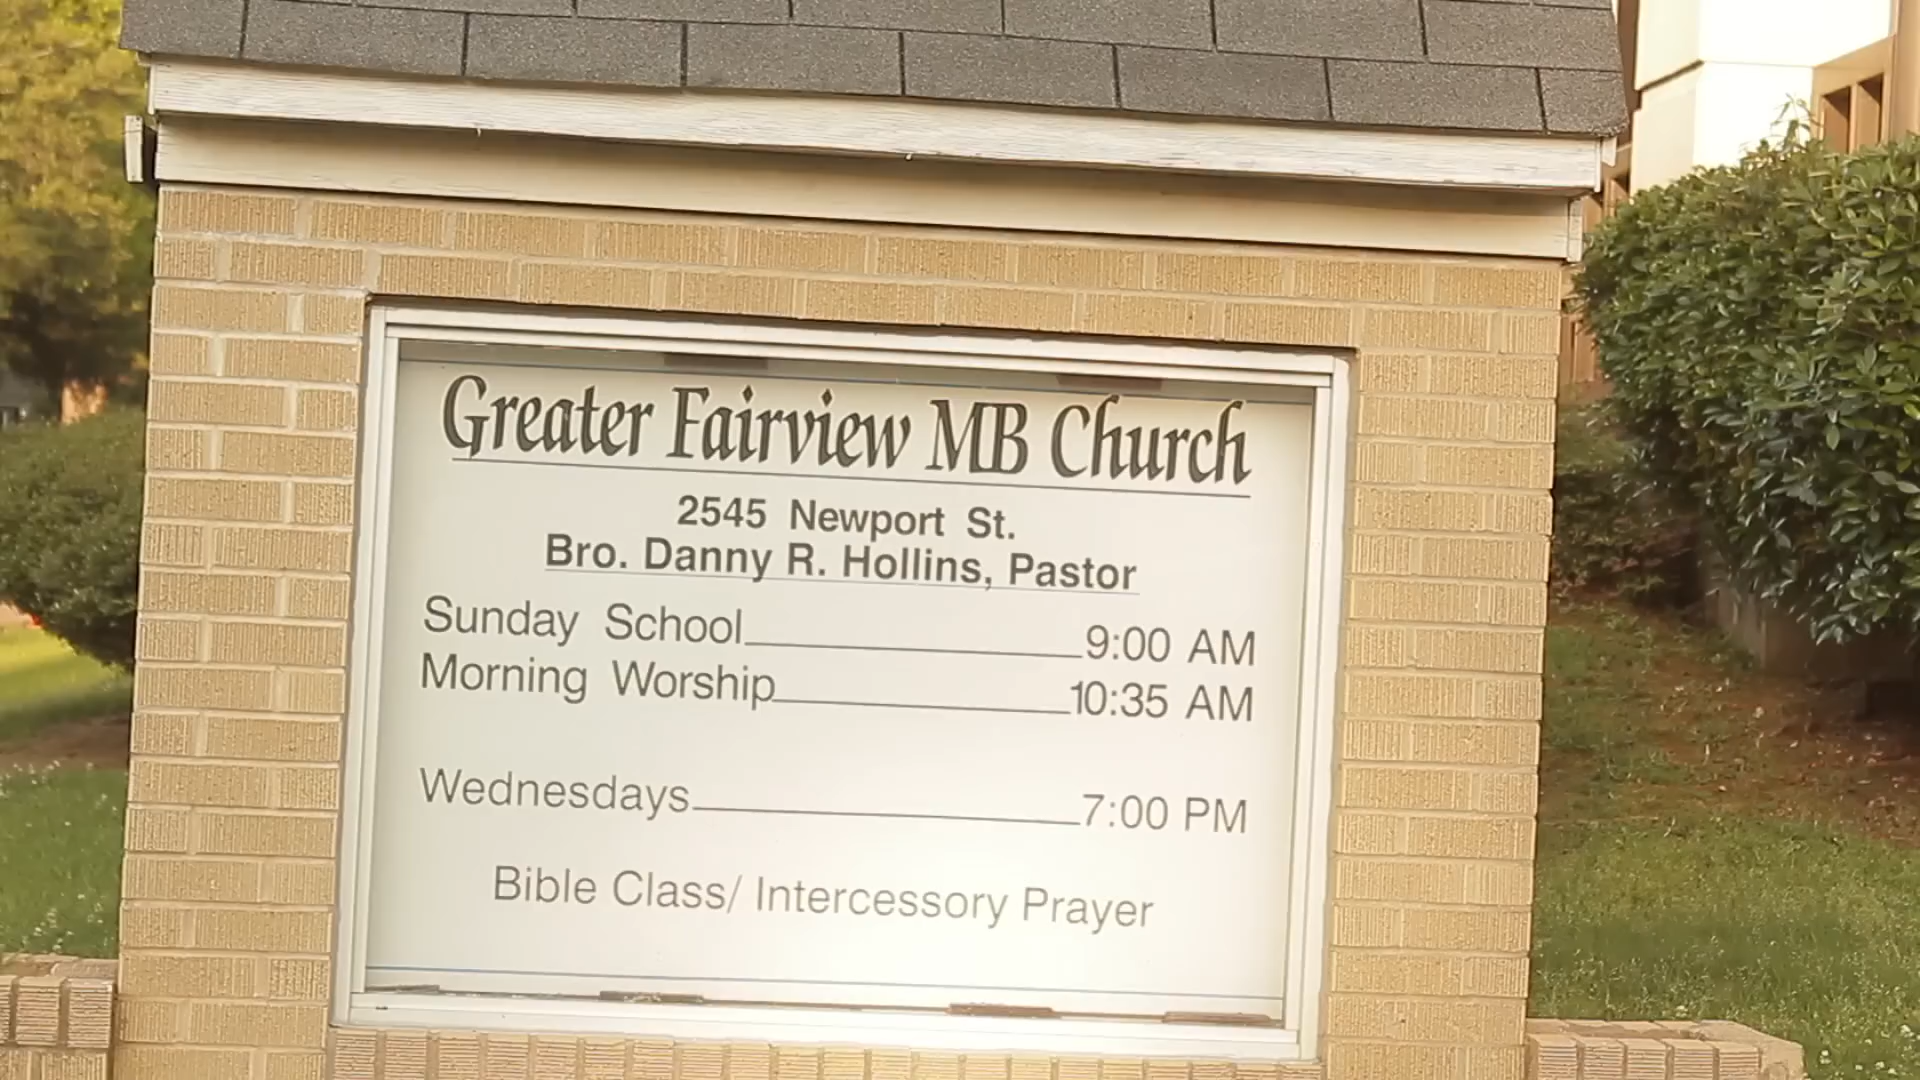 Greater Fairview MB Church
2545 Newport St.
Bro. Danny R. Hollins, Pastor
Sunday School 9:00 AM
Morning Worship 10:35 AM
Wednesdays 7:00 PM
Bible Class/ Intercessory Prayer